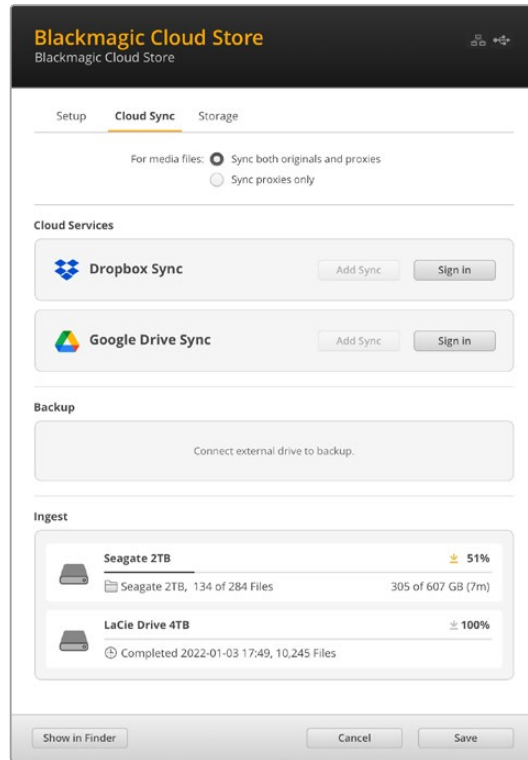 Blackmagic Cloud Store
Blackmagic Cloud Store
Setup Cloud Sync Storage
For media files: Sync both originals and proxies
Sync proxies only
Cloud Services
Dropbox Sync Add Sync Sign in
Google Drive Sync Add Sync Sign in
Backup
Connect external drive to backup.
Ingest
Seagate 2TB 51%
Seagate 2TB, 134 of 284 Files 305 of 607 GB (7m)
LaCie Drive 4TB 100%
Completed 2022-01-03 17:49, 10,245 Files
Show in Finder Cancel Save